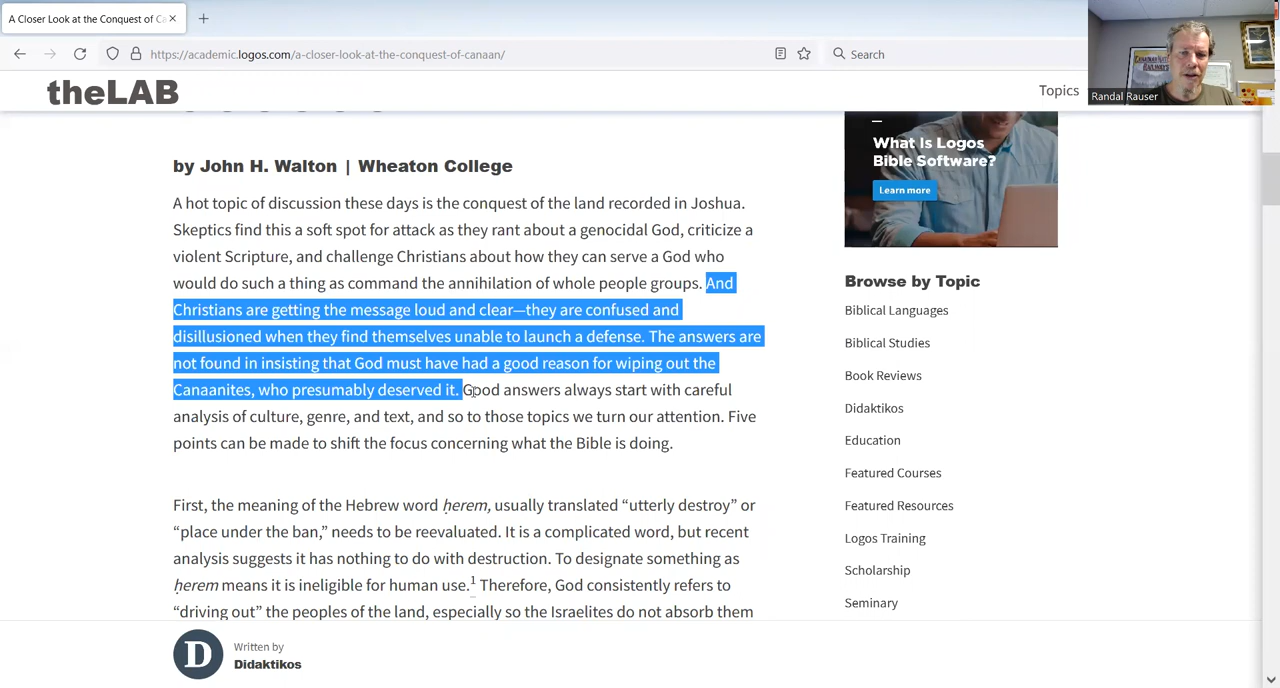 A Closer Look at the Conquest of Ca
https://academic.logos.com/a-closer-look-at-the-conquest-of-canaan/
Search
theLAB
Topics
Randal Rauser
by John H. Walton | Wheaton College
A hot topic of discussion these days is the conquest of the land recorded in Joshua.
Skeptics find this a soft spot for attack as they rant about a genocidal God, criticize a
violent Scripture, and challenge Christians about how they can serve a God who
would do such a thing as command the annihilation of whole people groups. And
Christians are getting the message loud and clear—they are confused and
disillusioned when they find themselves unable to launch a defense. The answers are
not found in insisting that God must have had a good reason for wiping out the
Canaanites, who presumably deserved it. Good answers always start with careful
analysis of culture, genre, and text, and so to those topics we turn our attention. Five
points can be made to shift the focus concerning what the Bible is doing.
First, the meaning of the Hebrew word ḥerem, usually translated “utterly destroy” or
“place under the ban,” needs to be reevaluated. It is a complicated word, but recent
analysis suggests it has nothing to do with destruction. To designate something as
ḥerem means it is ineligible for human use.1 Therefore, God consistently refers to
“driving out” the peoples of the land, especially so the Israelites do not absorb them
What Is Logos
Bible Software?
Learn more
Browse by Topic
Biblical Languages
Biblical Studies
Book Reviews
Didaktikos
Education
Featured Courses
Featured Resources
Logos Training
Scholarship
Seminary
D
Written by
Didaktikos